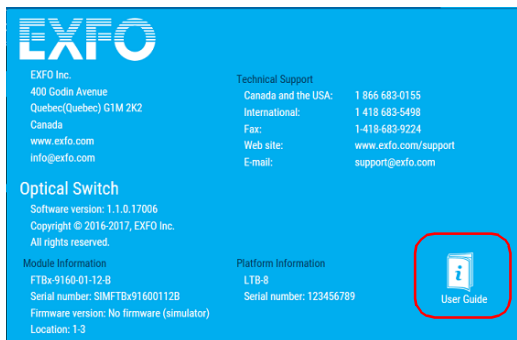 EXFO
EXFO Inc.
400 Godin Avenue
Quebec(Quebec) G1M 2K2
Canada
www.exfo.com
info@exfo.com
Technical Support
Canada and the USA: 1 866 683-0155
International: 1 418 683-5498
Fax: 1-418-683-9224
Web site: www.exfo.com/support
E-mail: support@exfo.com
Optical Switch
Software version: 1.1.0.17006
Copyright © 2016-2017, EXFO Inc.
All rights reserved.
Module Information
FTBx-9160-01-12-B
Serial number: SIMFTBx91600112B
Firmware version: No firmware (simulator)
Location: 1-3
Platform Information
LTB-8
Serial number: 123456789
i
User Guide